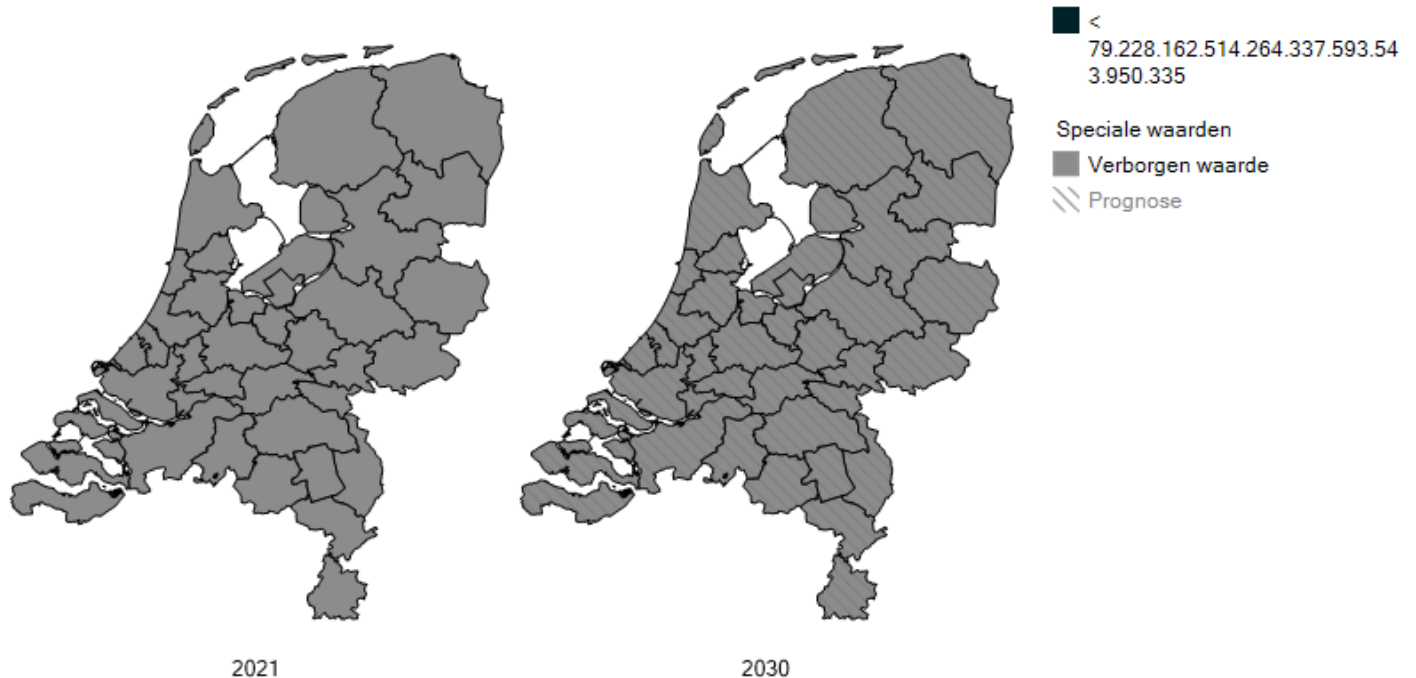 <
79.228.162.514.264.337.593.54
3.950.335
Speciale waarden
Verborgen waarde
Prognose
2021
2030